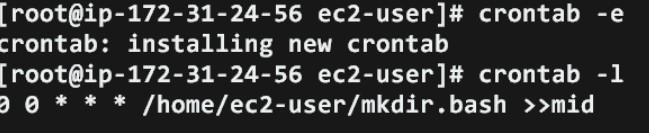 [root@ip-172-31-24-56 ec2-user]# crontab -e
crontab: installing new crontab
[root@ip-172-31-24-56 ec2-user]# crontab -l
0 0 * * * /home/ec2-user/mkdir.bash >>mid